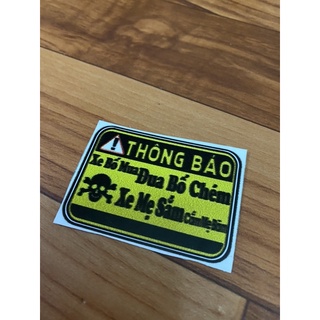 THÔNG BÁO
Xe Bố Mua Đua Bố Chém
Xe Mẹ Sắm